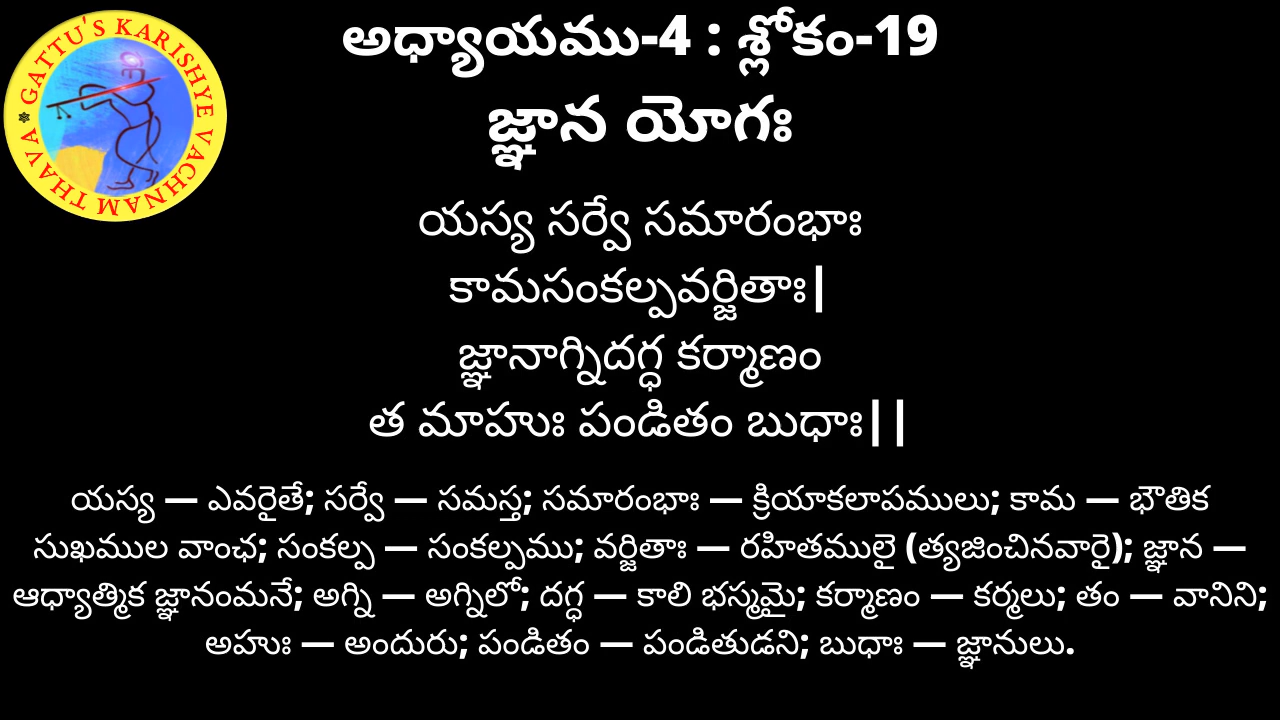 GATTU'S KARISHYE VACHNAM THAVA
అధ్యాయము-4 : శ్లోకం-19
జ్ఞాన యోగః
యస్య సర్వే సమారంభాః
కామసంకల్పవర్జితాః|
జ్ఞానాగ్నిదగ్ధ కర్మాణం
త మాహుః పండితం బుధాః||
యస్య — ఎవరైతే; సర్వే — సమస్త; సమారంభాః — క్రియాకలాపములు; కామ — భౌతిక
సుఖముల వాంఛ; సంకల్ప — సంకల్పము; వర్జితాః — రహితములై (త్యజించినవారై); జ్ఞాన —
ఆధ్యాత్మిక జ్ఞానంమనే; అగ్ని — అగ్నిలో; దగ్ధ — కాలి భస్మమై; కర్మాణం — కర్మలు; తం — వానిని;
అహుః — అందురు; పండితం — పండితుడని; బుధాః — జ్ఞానులు.